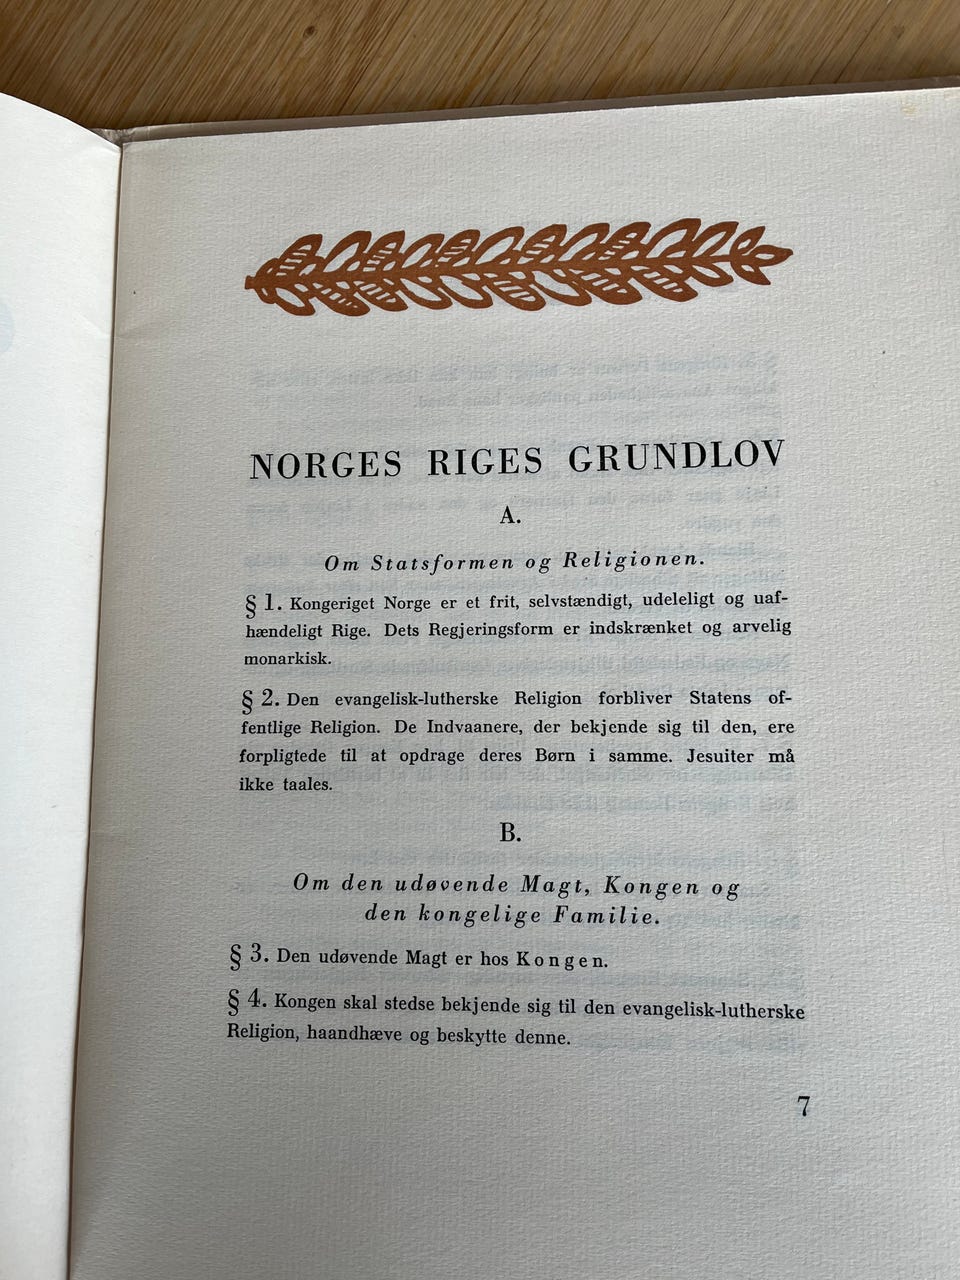 NORGES RIGES GRUNDLOV
A.
Om Statsformen og Religionen.
§ 1. Kongeriget Norge er et frit, selvstændigt, udeleligt og uaf-
hændeligt Rige. Dets Regjeringsform er indskrænket og arvelig
monarkisk.
§ 2. Den evangelisk-lutherske Religion forbliver Statens of-
fentlige Religion. De Indvaanere, der bekjende sig til den, ere
forpligtede til at opdrage deres Børn i samme. Jesuiter må
ikke taales.
B.
Om den udøvende Magt, Kongen og
den kongelige Familie.
§ 3. Den udøvende Magt er hos Kongen.
§ 4. Kongen skal stedse bekjende sig til den evangelisk-lutherske
Religion, haandhæve og beskytte denne.
7